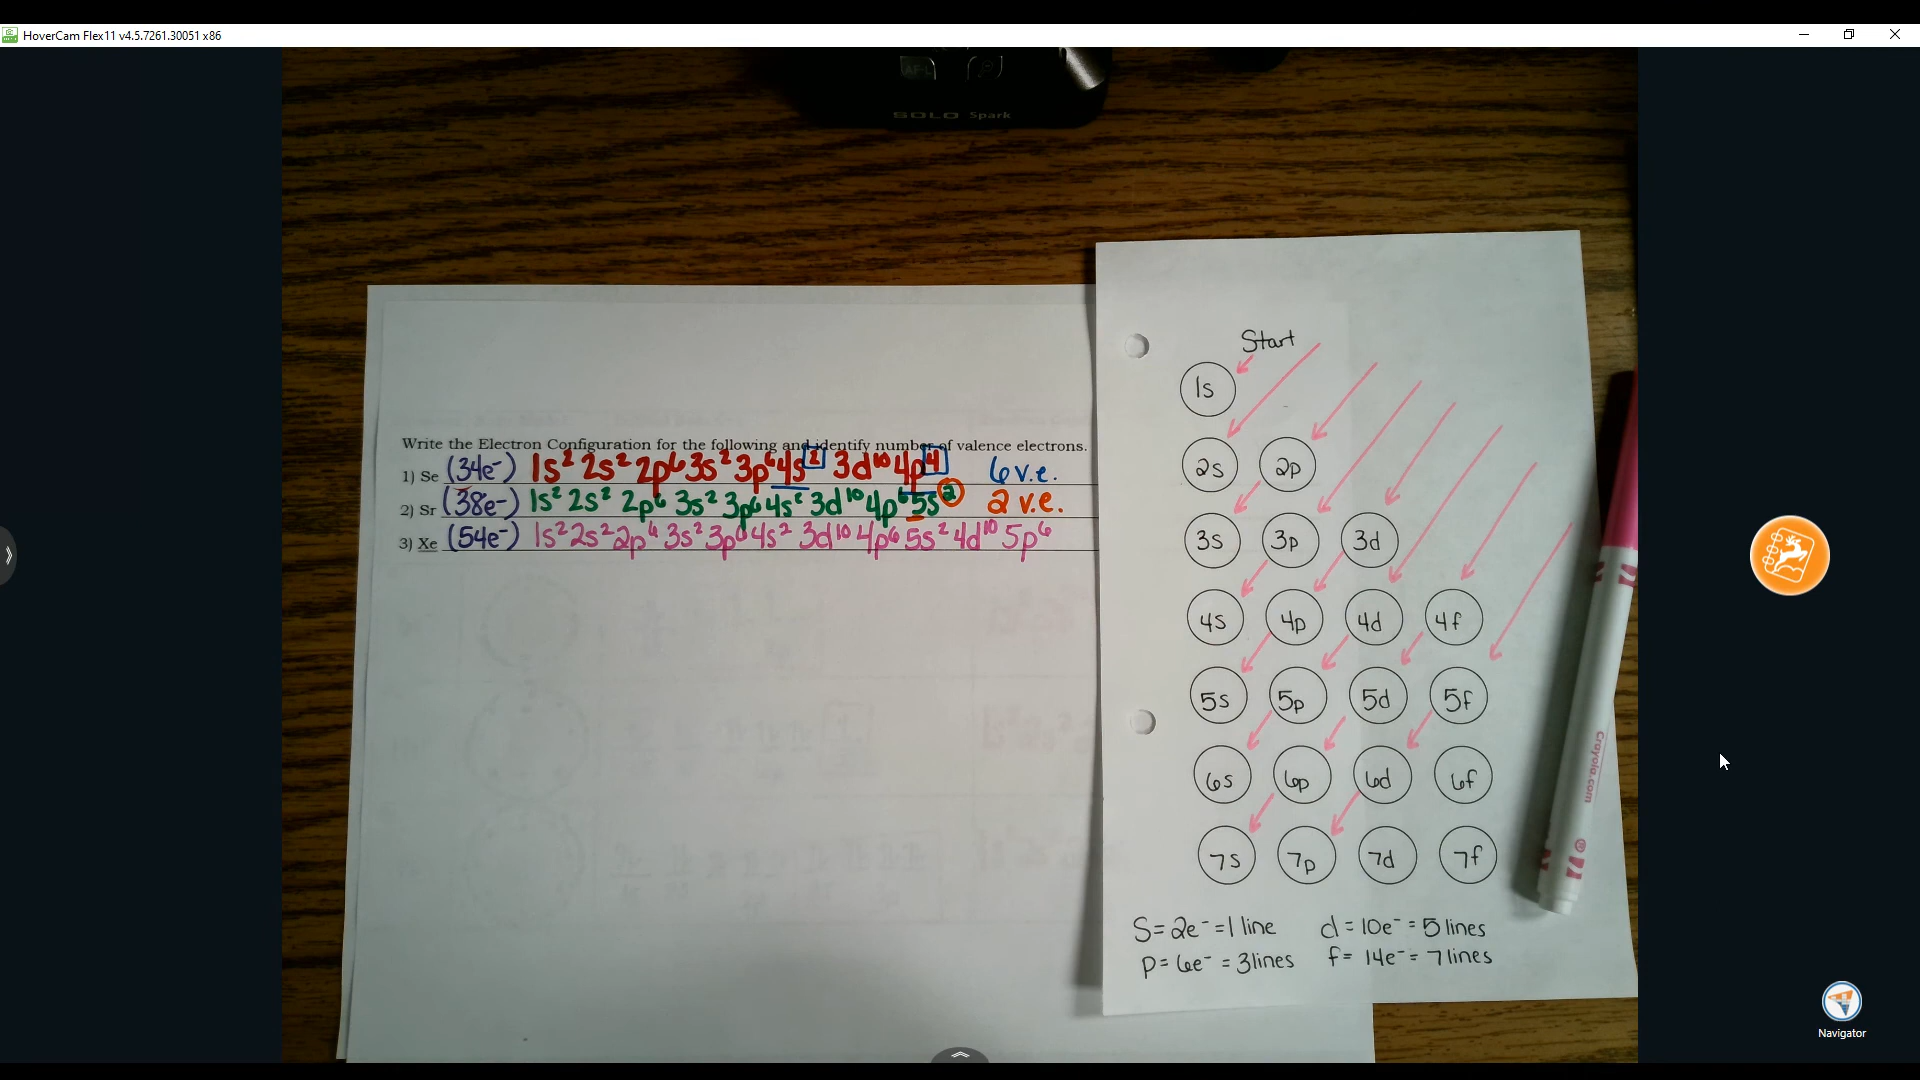 HoverCam Flex11 v4.5.7261.30051 x86
AF-L
SOLO Spark
Write the Electron Configuration for the following and identify number of valence electrons.
1) Se (34e⁻) 1s² 2s² 2p⁶ 3s² 3p⁶ 4s² 3d¹⁰ 4p⁴ 6 v.e.
2) Sr (38e⁻) 1s² 2s² 2p⁶ 3s² 3p⁶ 4s² 3d¹⁰ 4p⁶ 5s² 2 v.e.
3) Xe (54e⁻) 1s² 2s² 2p⁶ 3s² 3p⁶ 4s² 3d¹⁰ 4p⁶ 5s² 4d¹⁰ 5p⁶
Start
1s
2s 2p
3s 3p 3d
4s 4p 4d 4f
5s 5p 5d 5f
6s 6p 6d 6f
7s 7p 7d 7f
S = 2e⁻ = 1 line d = 10e⁻ = 5 lines
p = 6e⁻ = 3 lines f = 14e⁻ = 7 lines
Crayola.com
Navigator